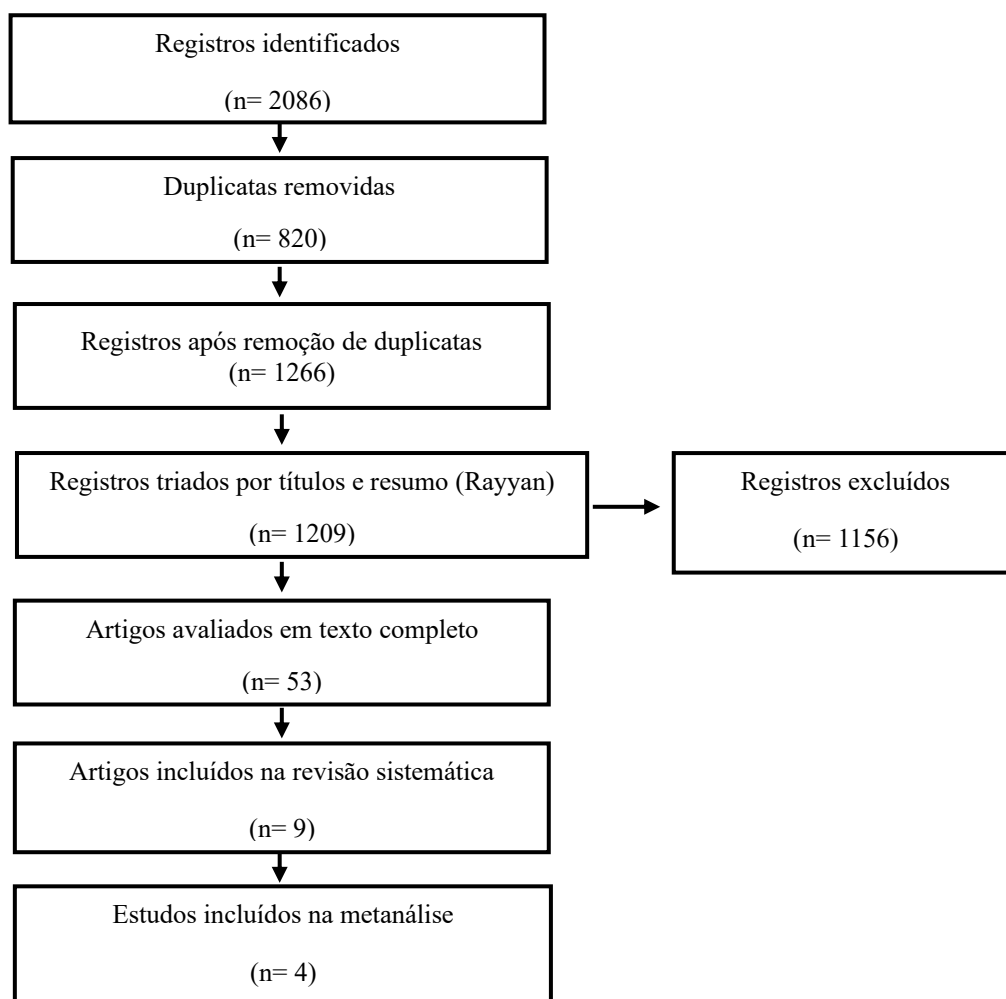 Registros identificados
(n= 2086)
Duplicatas removidas
(n= 820)
Registros após remoção de duplicatas
(n= 1266)
Registros triados por títulos e resumo (Rayyan)
(n= 1209)
Registros excluídos
(n= 1156)
Artigos avaliados em texto completo
(n= 53)
Artigos incluídos na revisão sistemática
(n= 9)
Estudos incluídos na metanálise
(n= 4)